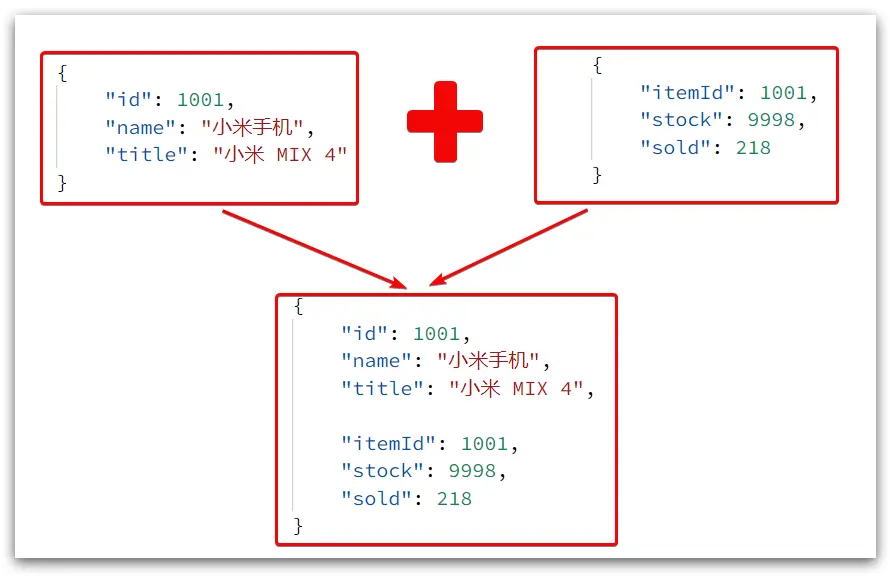 {
"id": 1001,
"name": "小米手机",
"title": "小米 MIX 4"
}
{
"itemId": 1001,
"stock": 9998,
"sold": 218
}
{
"id": 1001,
"name": "小米手机",
"title": "小米 MIX 4",
"itemId": 1001,
"stock": 9998,
"sold": 218
}